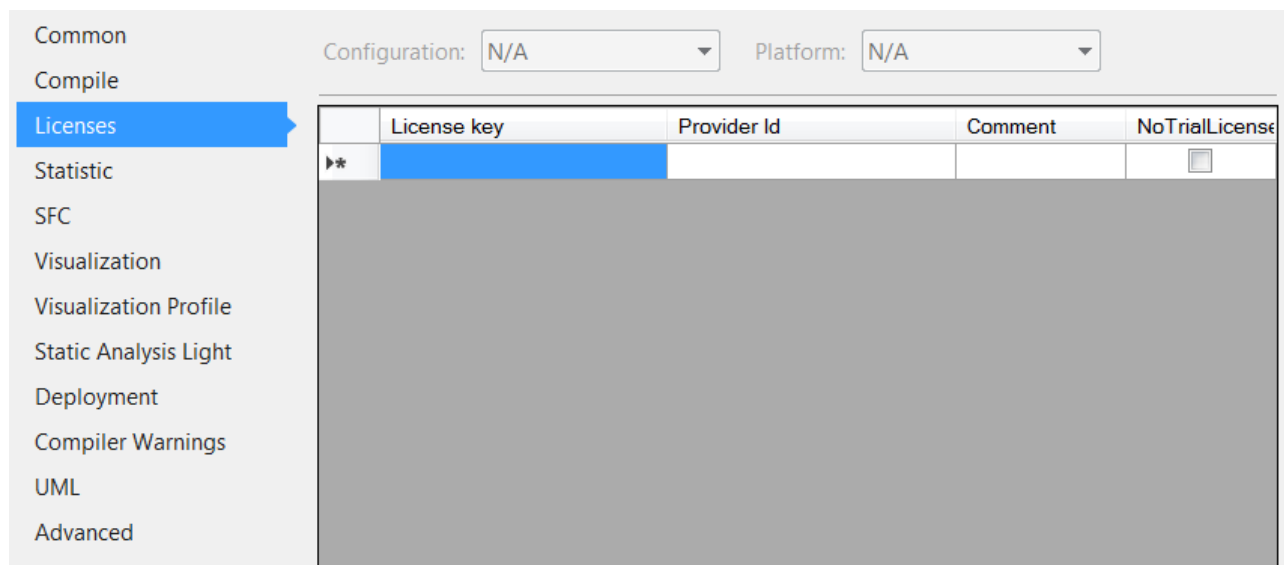 Common
Compile
Licenses
Statistic
SFC
Visualization
Visualization Profile
Static Analysis Light
Deployment
Compiler Warnings
UML
Advanced
Configuration: N/A Platform: N/A
License key Provider Id Comment NoTrialLicense